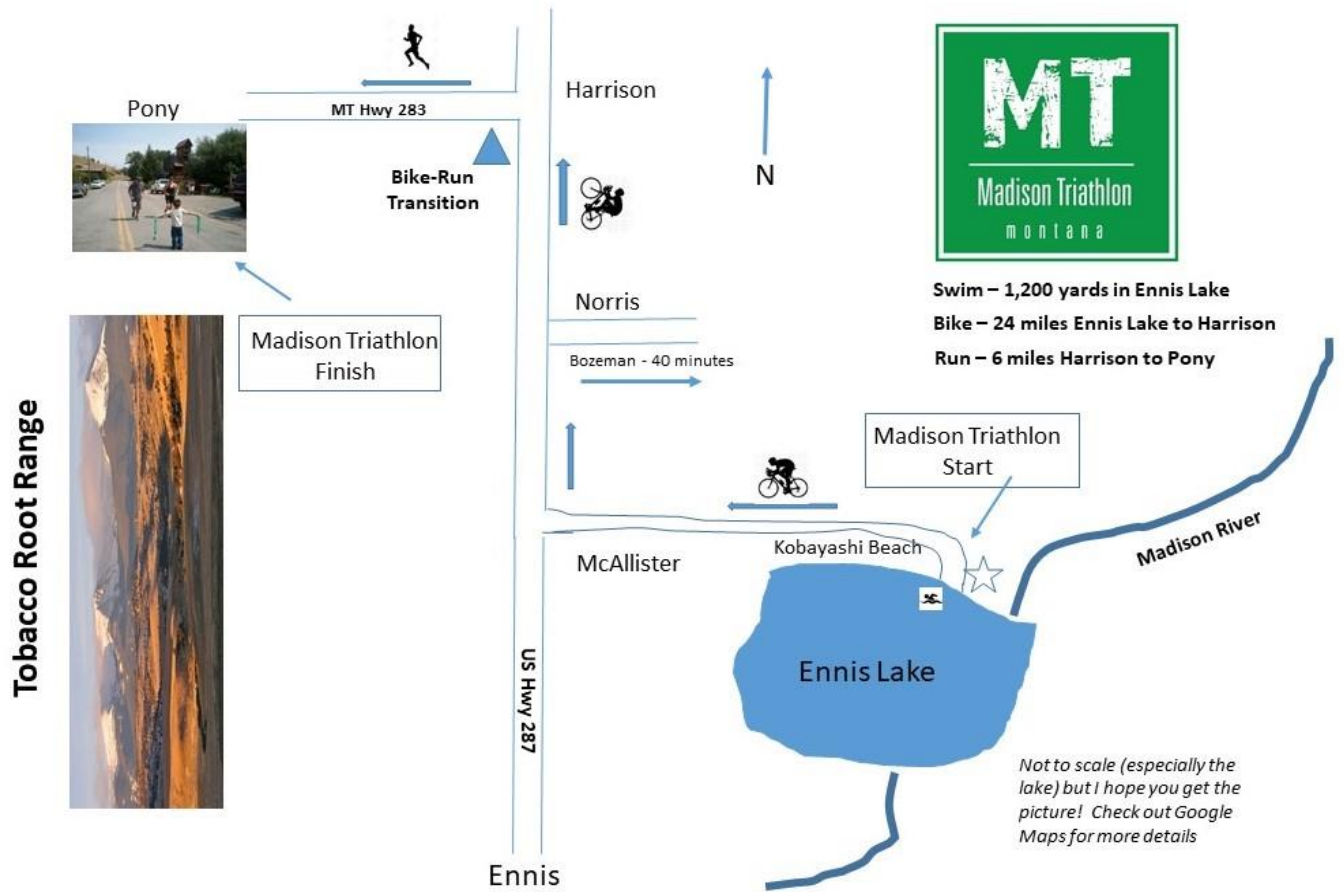 Pony
MT Hwy 283
Harrison
Bike-Run
Transition
N
MT
Madison Triathlon
montana
Swim – 1,200 yards in Ennis Lake
Bike – 24 miles Ennis Lake to Harrison
Run – 6 miles Harrison to Pony
Madison Triathlon
Finish
Norris
Bozeman - 40 minutes
Tobacco Root Range
Madison Triathlon
Start
Madison River
Kobayashi Beach
McAllister
Ennis Lake
US Hwy 287
Not to scale (especially the
lake) but I hope you get the
picture! Check out Google
Maps for more details
Ennis